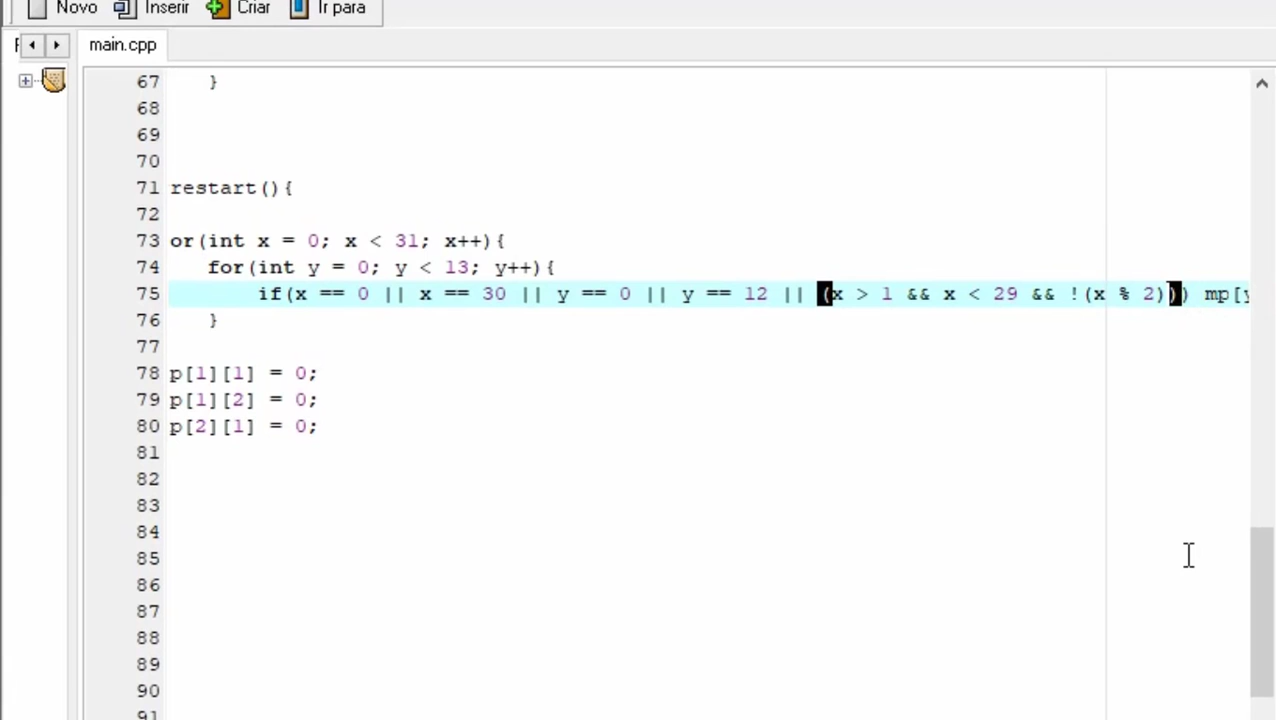 Novo Inserir Criar Ir para
main.cpp
67 }
68
69
70
71 restart(){
72
73 or(int x = 0; x < 31; x++){
74 for(int y = 0; y < 13; y++){
75 if(x == 0 || x == 30 || y == 0 || y == 12 || (x > 1 && x < 29 && !(x % 2))) mp[y
76 }
77
78 p[1][1] = 0;
79 p[1][2] = 0;
80 p[2][1] = 0;
81
82
83
84
85
86
87
88
89
90
91